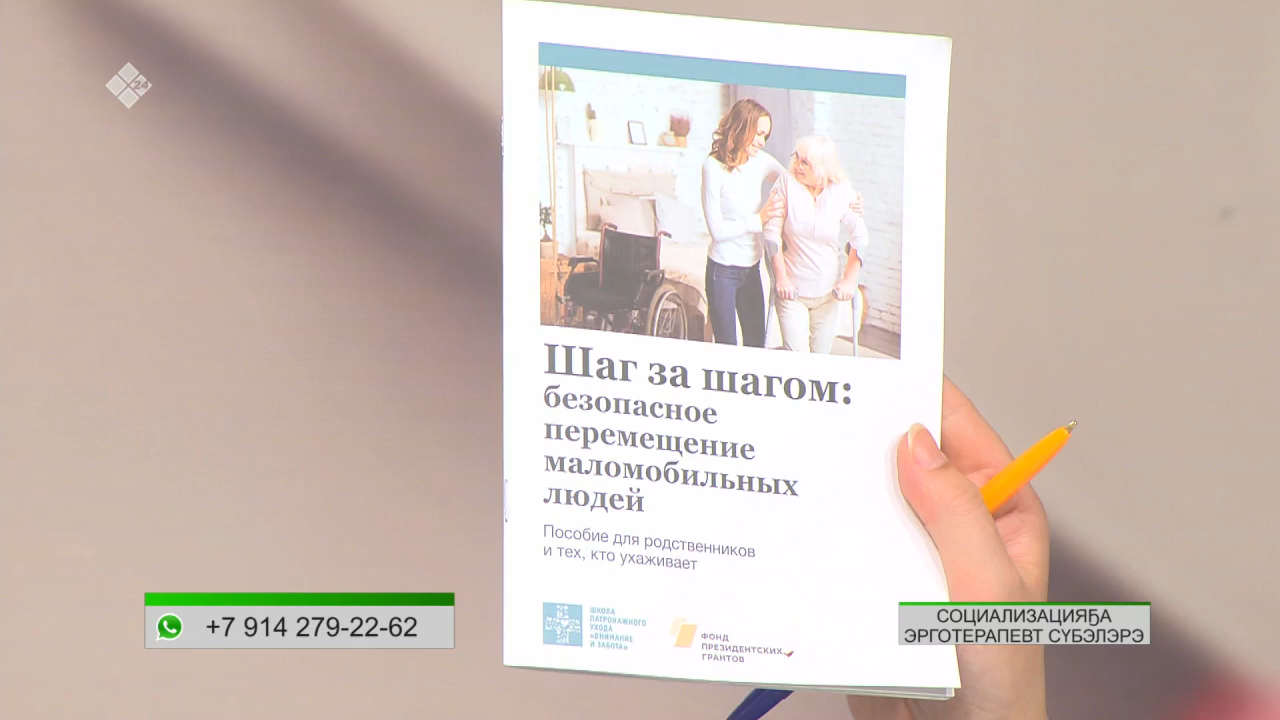 24
Шаг за шагом:
безопасное
перемещение
маломобильных
людей
Пособие для родственников
и тех, кто ухаживает
ШКОЛА
ПАТРОНАЖНОГО
УХОДА
«ВНИМАНИЕ
И ЗАБОТА»
ФОНД
ПРЕЗИДЕНТСКИХ
ГРАНТОВ
+7 914 279-22-62
СОЦИАЛИЗАЦИЯҔА
ЭРГОТЕРАПЕВТ СҮБЭЛЭРЭ